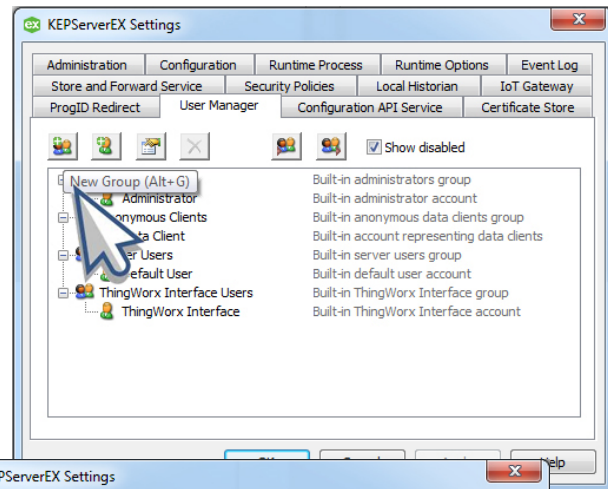 KEPServerEX Settings
Administration Configuration Runtime Process Runtime Options Event Log
Store and Forward Service Security Policies Local Historian IoT Gateway
ProgID Redirect User Manager Configuration API Service Certificate Store
Show disabled
New Group (Alt+G) Built-in administrators group
Administrator Built-in administrator account
onymous Clients Built-in anonymous data clients group
ta Client Built-in account representing data clients
er Users Built-in server users group
efault User Built-in default user account
ThingWorx Interface Users Built-in ThingWorx Interface group
ThingWorx Interface Built-in ThingWorx Interface account
elp
PServerEX Settings